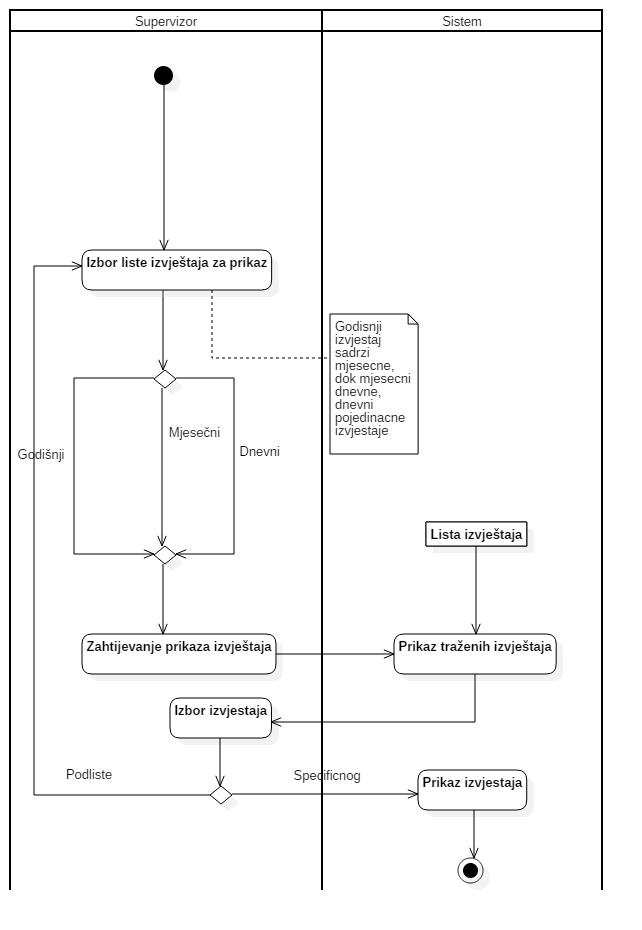 Supervizor
Sistem
Izbor liste izvještaja za prikaz
Godisnji
izvjestaj
sadrzi
mjesecne,
dok mjesecni
dnevne,
dnevni
pojedinacne
izvjestaje
Mjesečni
Dnevni
Godišnji
Lista izvještaja
Zahtijevanje prikaza izvještaja
Prikaz traženih izvještaja
Izbor izvjestaja
Podliste
Specificnog
Prikaz izvjestaja